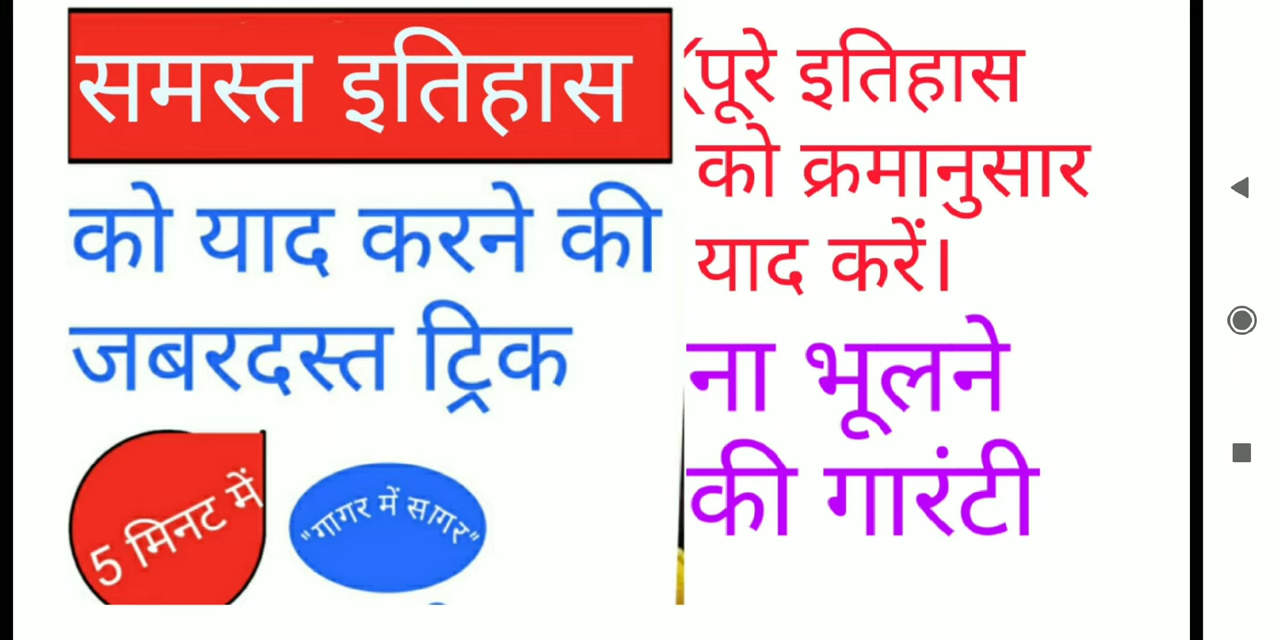 समस्त इतिहास
को याद करने की
जबरदस्त ट्रिक
5 मिनट में
"गागर में सागर"
(पूरे इतिहास
को क्रमानुसार
याद करें।
ना भूलने
की गारंटी